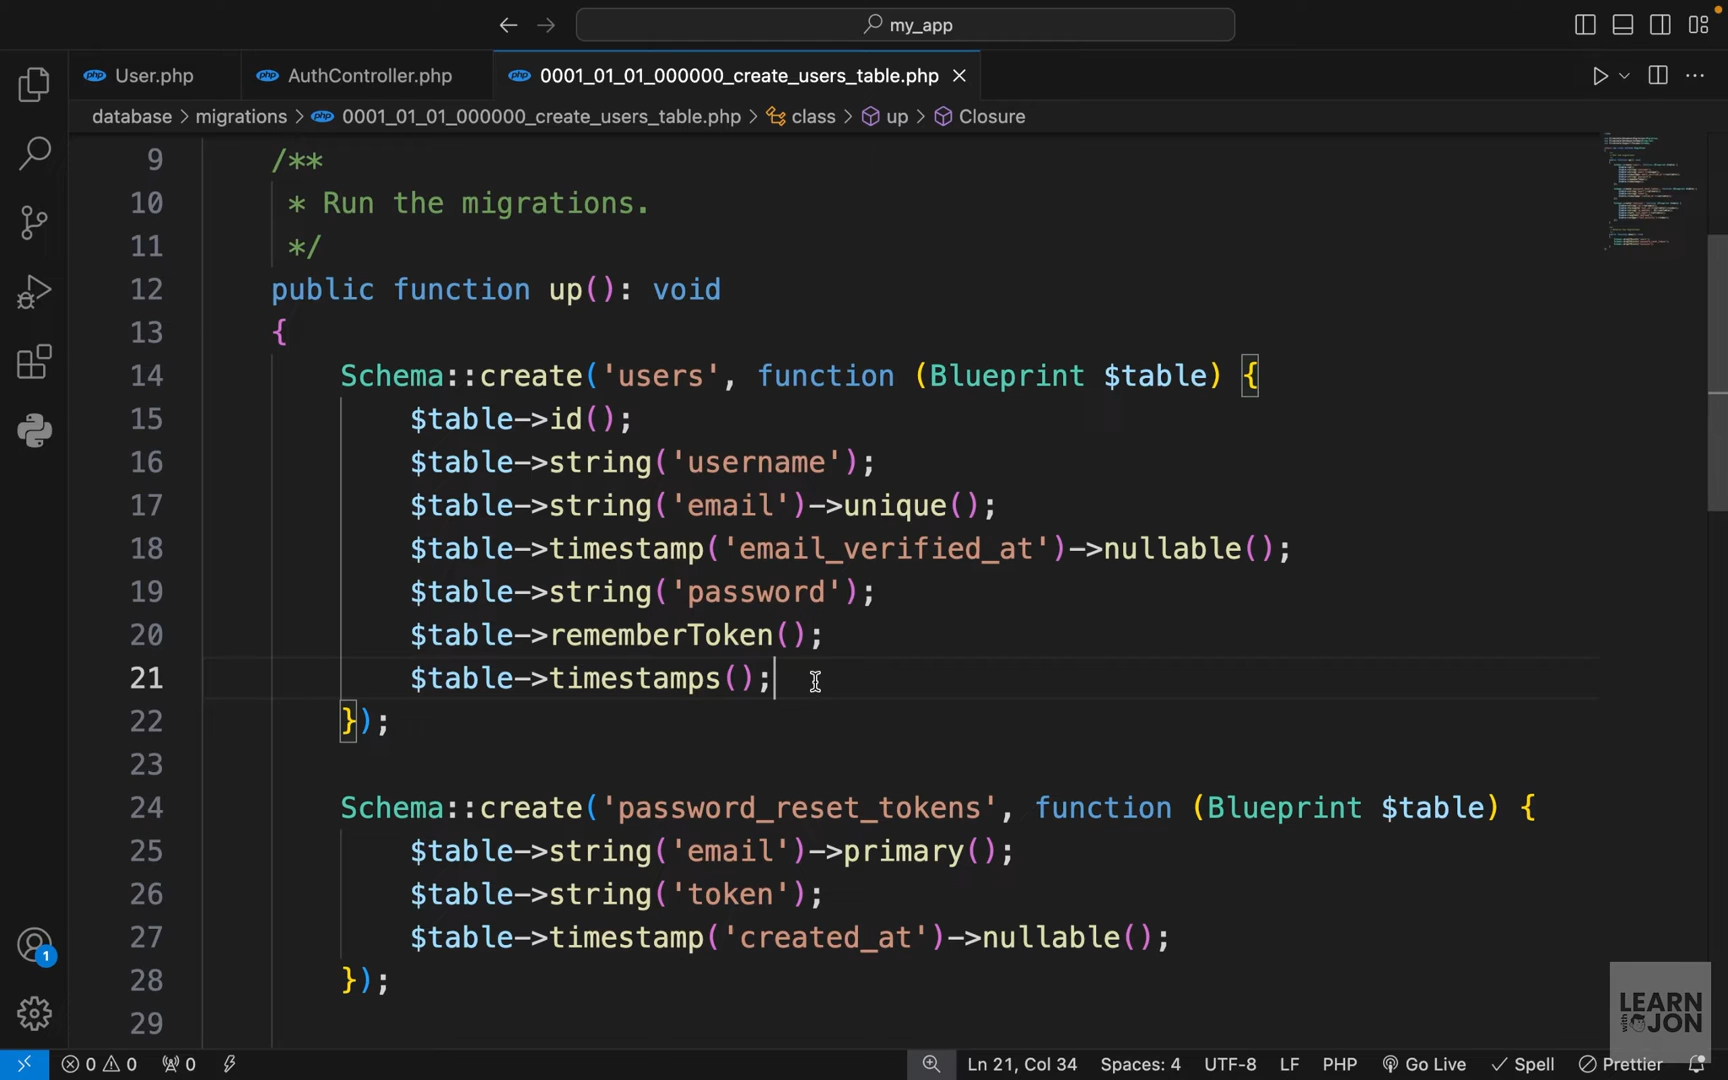 my_app
User.php
AuthController.php
0001_01_01_000000_create_users_table.php
database > migrations > 0001_01_01_000000_create_users_table.php > class > up > Closure
9 /**
10 * Run the migrations.
11 */
12 public function up(): void
13 {
14 Schema::create('users', function (Blueprint $table) {
15 $table->id();
16 $table->string('username');
17 $table->string('email')->unique();
18 $table->timestamp('email_verified_at')->nullable();
19 $table->string('password');
20 $table->rememberToken();
21 $table->timestamps();
22 });
23
24 Schema::create('password_reset_tokens', function (Blueprint $table) {
25 $table->string('email')->primary();
26 $table->string('token');
27 $table->timestamp('created_at')->nullable();
28 });
29
1
LEARN
with JON
0 0 0 Ln 21, Col 34 Spaces: 4 UTF-8 LF PHP Go Live Spell Prettier